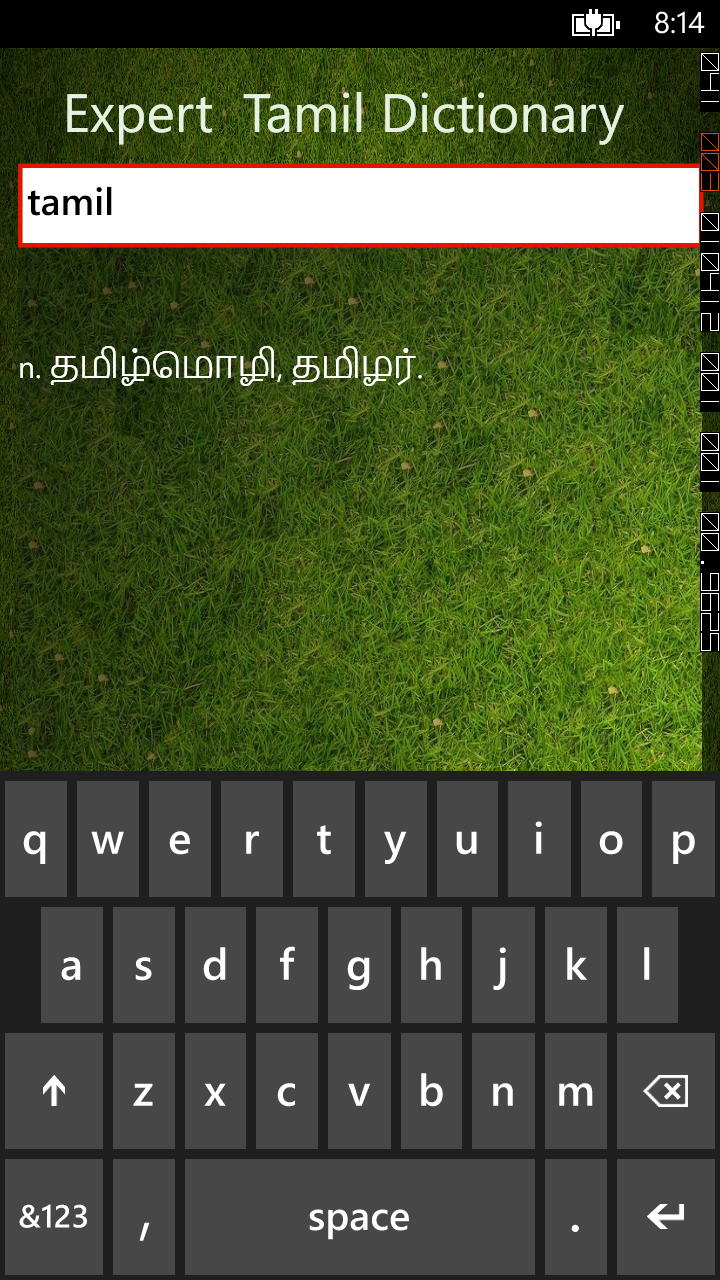 8:14
Expert Tamil Dictionary
tamil
n. தமிழ்மொழி, தமிழர்.
q w e r t y u i o p
a s d f g h j k l
z x c v b n m
&123 , space .